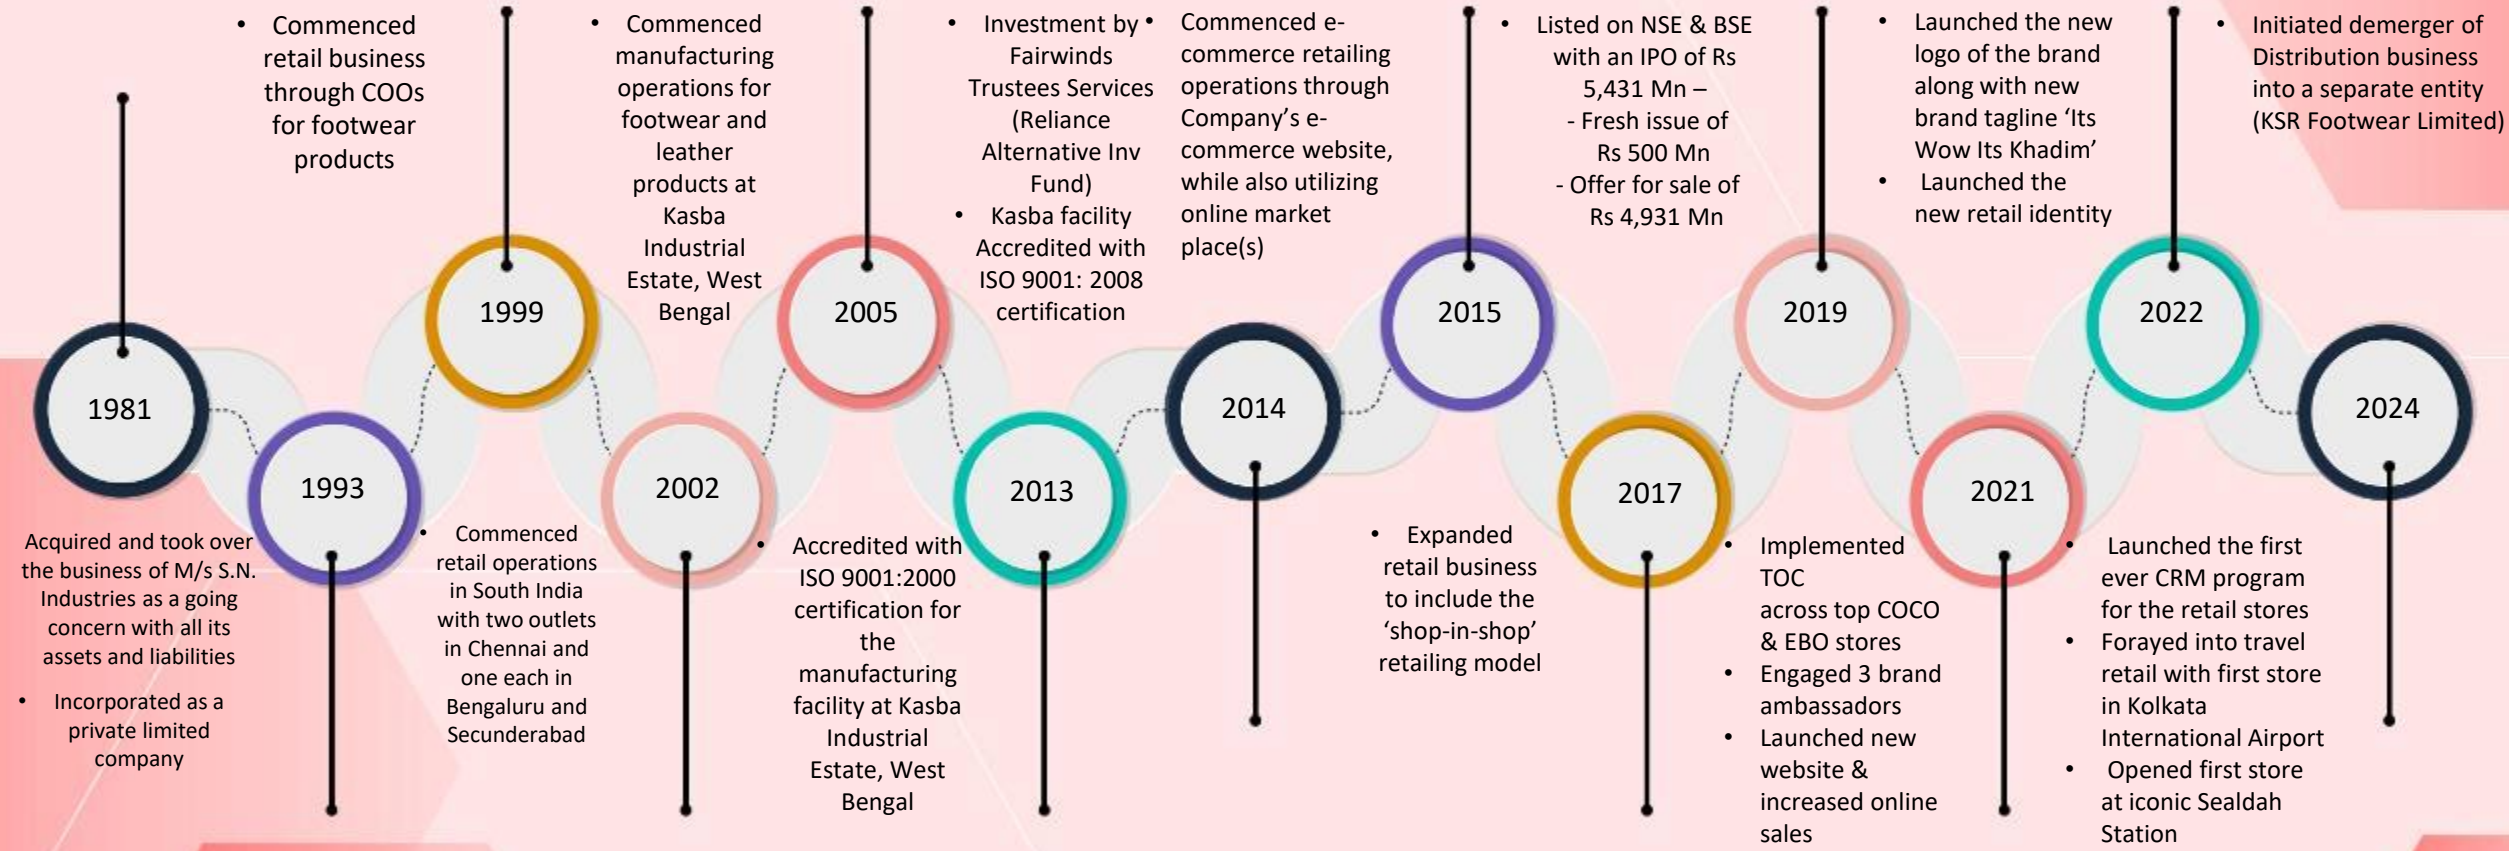 • Commenced
retail business
through COOs
for footwear
products
• Commenced
manufacturing
operations for
footwear and
leather
products at
Kasba
Industrial
Estate, West
Bengal
• Investment by
Fairwinds
Trustees Services
(Reliance
Alternative Inv
Fund)
• Kasba facility
Accredited with
ISO 9001: 2008
certification
• Commenced e-
commerce retailing
operations through
Company’s e-
commerce website,
while also utilizing
online market
place(s)
• Listed on NSE & BSE
with an IPO of Rs
5,431 Mn –
- Fresh issue of
Rs 500 Mn
- Offer for sale of
Rs 4,931 Mn
• Launched the new
logo of the brand
along with new
brand tagline ‘Its
Wow Its Khadim’
• Launched the
new retail identity
• Initiated demerger of
Distribution business
into a separate entity
(KSR Footwear Limited)
1981
1993
1999
2002
2005
2013
2014
2015
2017
2019
2021
2022
2024
Acquired and took over
the business of M/s S.N.
Industries as a going
concern with all its
assets and liabilities
• Incorporated as a
private limited
company
• Commenced
retail operations
in South India
with two outlets
in Chennai and
one each in
Bengaluru and
Secunderabad
• Accredited with
ISO 9001:2000
certification for
the
manufacturing
facility at Kasba
Industrial
Estate, West
Bengal
• Expanded
retail business
to include the
‘shop-in-shop’
retailing model
• Implemented
TOC
across top COCO
& EBO stores
• Engaged 3 brand
ambassadors
• Launched new
website &
increased online
sales
• Launched the first
ever CRM program
for the retail stores
• Forayed into travel
retail with first store
in Kolkata
International Airport
• Opened first store
at iconic Sealdah
Station